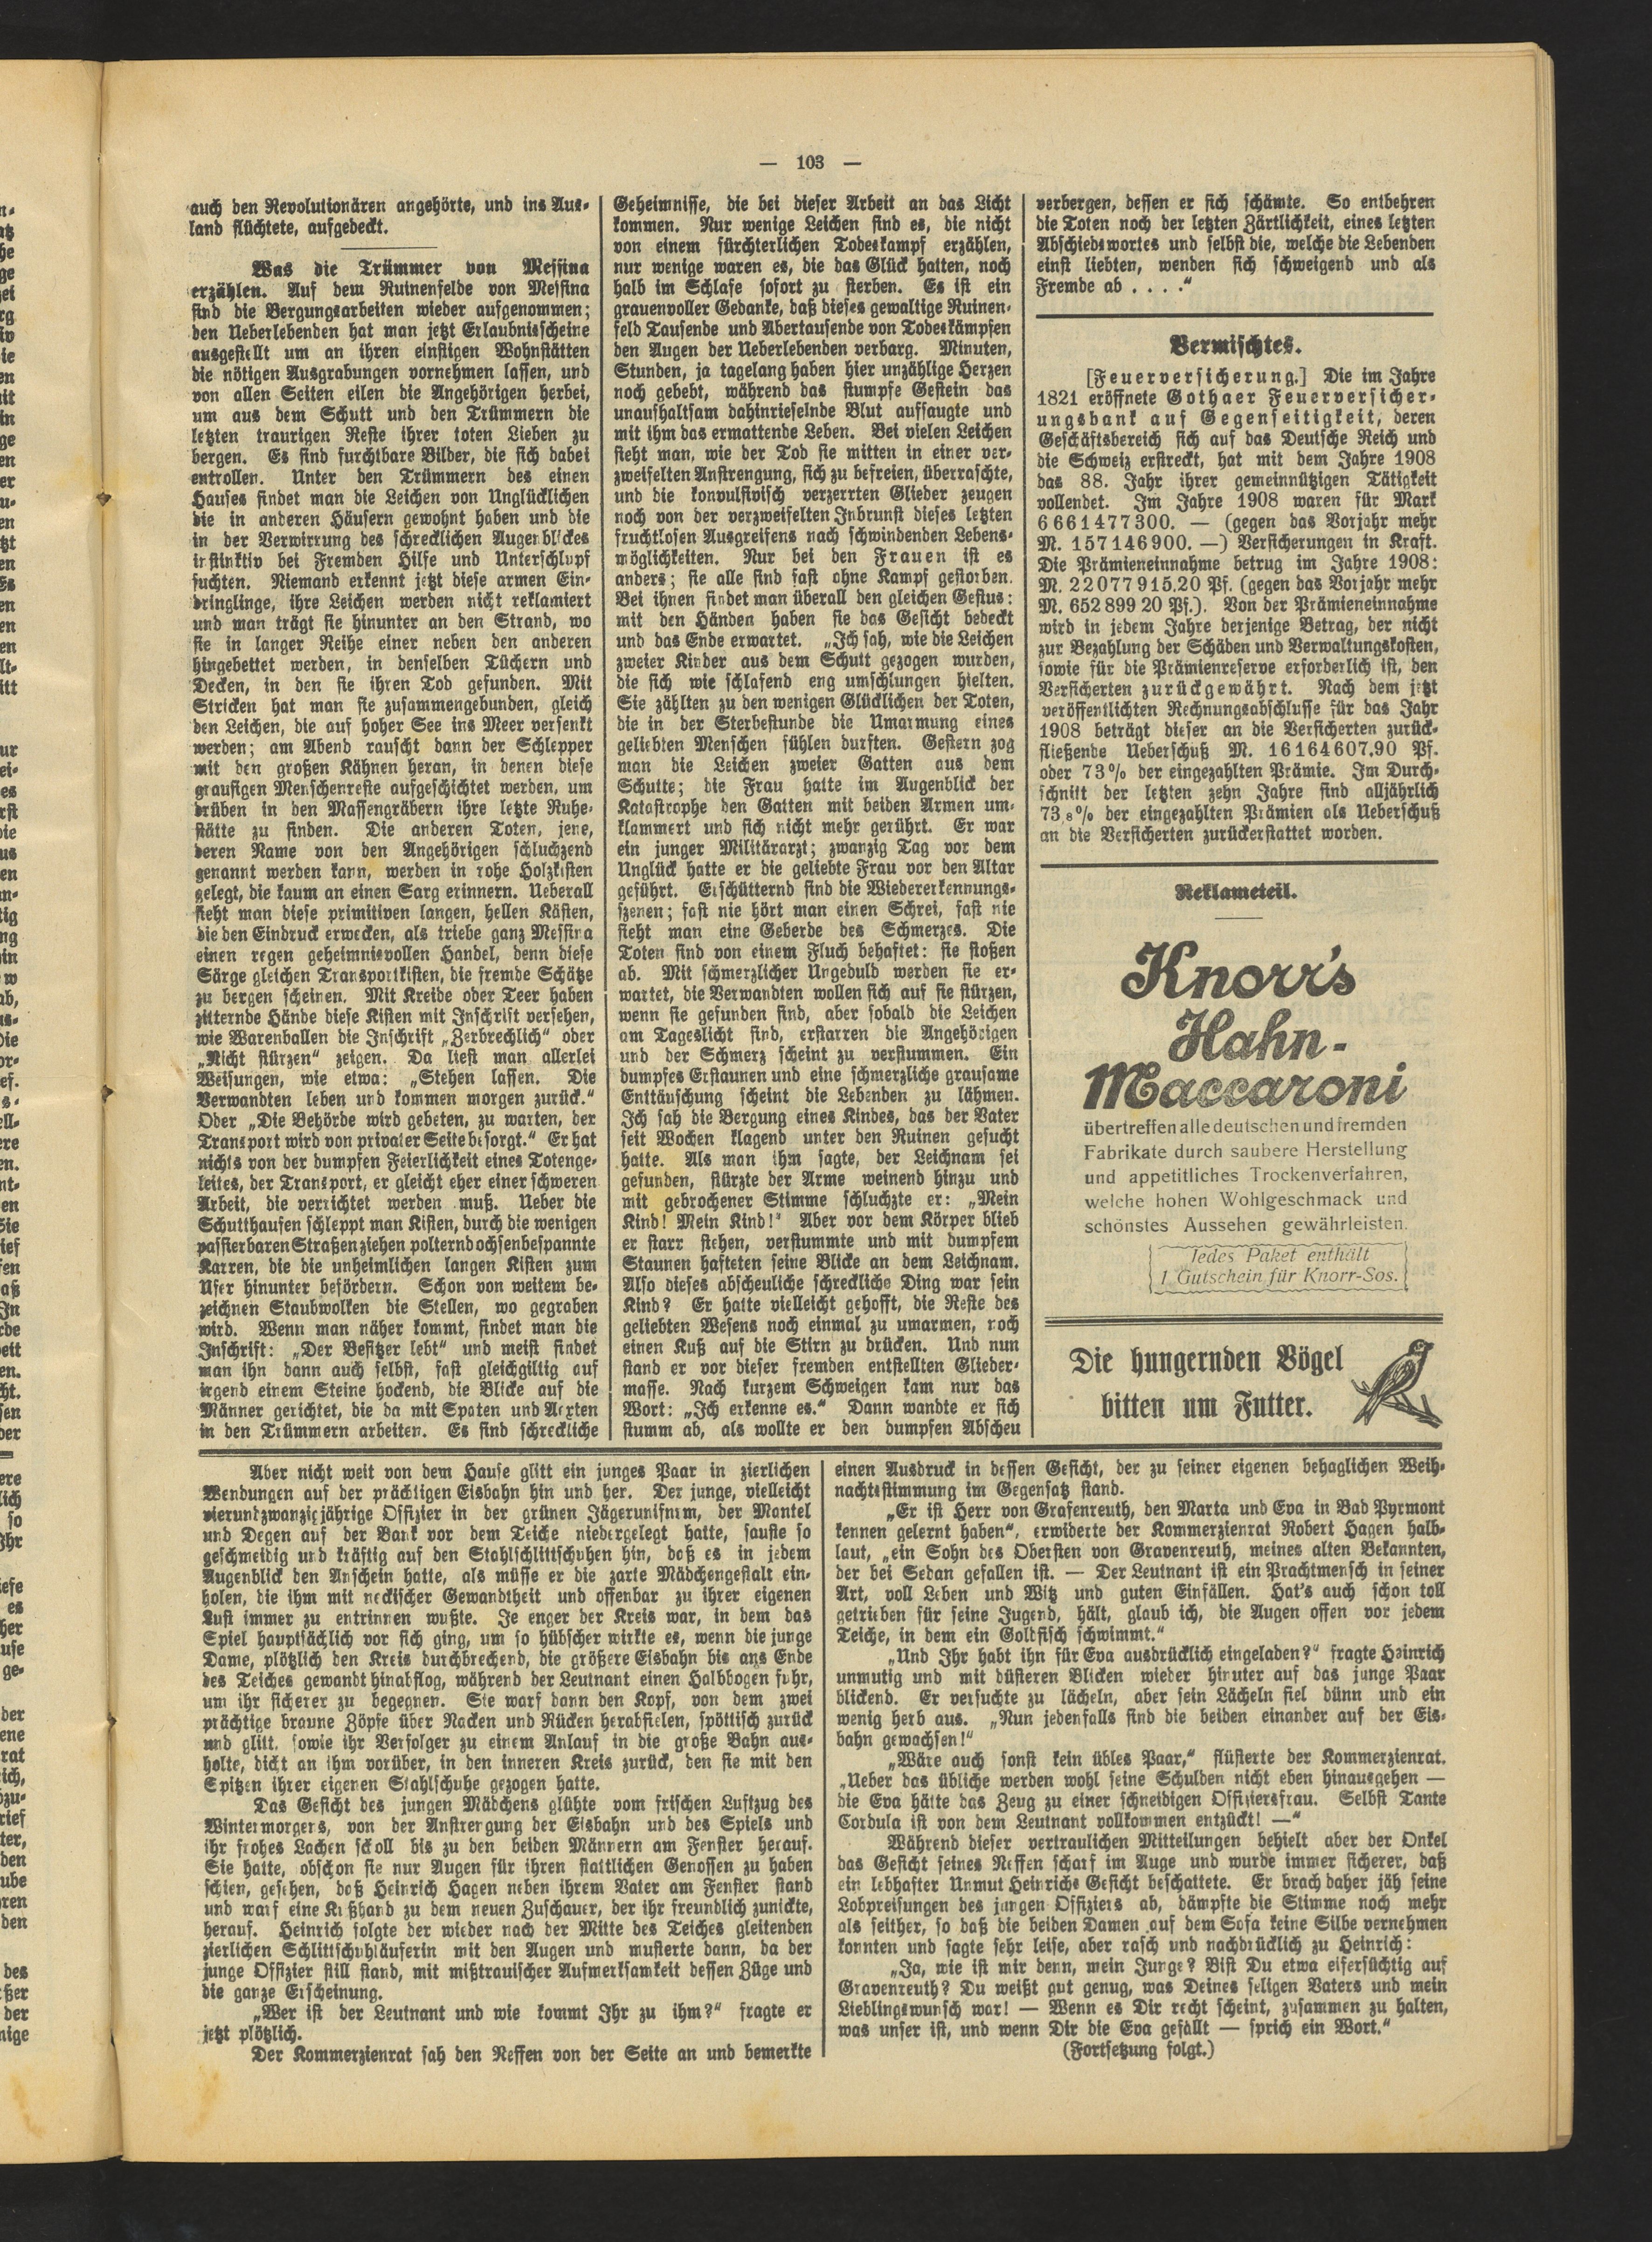 — 103 —
auch den Revolutionären angehörte, und ins Aus-
land flüchtete, aufgedeckt.
Was die Trümmer von Messina
erzählen. Auf dem Ruinenfelde von Messina
sind die Bergungsarbeiten wieder aufgenommen;
den Ueberlebenden hat man jetzt Erlaubnisscheine
ausgestellt um an ihren einstigen Wohnstätten
die nötigen Ausgrabungen vornehmen lassen, und
von allen Seiten eilen die Angehörigen herbei,
um aus dem Schutt und den Trümmern die
letzten traurigen Reste ihrer toten Lieben zu
bergen. Es sind furchtbare Bilder, die sich dabei
entrollen. Unter den Trümmern des einen
Hauses findet man die Leichen von Unglücklichen
die in anderen Häusern gewohnt haben und die
in der Verwirrung des schrecklichen Augenblickes
instinktiv bei Fremden Hilfe und Unterschlupf
suchten. Niemand erkennt jetzt diese armen Ein-
dringlinge, ihre Leichen werden nicht reklamiert
und man trägt sie hinunter an den Strand, wo
sie in langer Reihe einer neben den anderen
hingebettet werden, in denselben Tüchern und
Decken, in den sie ihren Tod gefunden. Mit
Stricken hat man sie zusammengebunden, gleich
den Leichen, die auf hoher See ins Meer versenkt
werden; am Abend rauscht dann der Schlepper
mit den großen Kähnen heran, in denen diese
grausigen Menschenreste aufgeschichtet werden, um
drüben in den Massengräbern ihre letzte Ruhe-
stätte zu finden. Die anderen Toten, jene,
deren Name von den Angehörigen schluchzend
genannt werden kann, werden in rohe Holzkisten
gelegt, die kaum an einen Sarg erinnern. Ueberall
sieht man diese primitiven langen, hellen Kästen,
die den Eindruck erwecken, als triebe ganz Messina
einen regen geheimnisvollen Handel, denn diese
Särge gleichen Transportkisten, die fremde Schätze
zu bergen scheinen. Mit Kreide oder Teer haben
zitternde Hände diese Kisten mit Inschrift versehen,
wie Warenballen die Inschrift „Zerbrechlich“ oder
„Nicht stürzen“ zeigen. Da liest man allerlei
Weisungen, wie etwa: „Stehen lassen. Die
Verwandten leben und kommen morgen zurück.“
Oder „Die Behörde wird gebeten, zu warten, der
Transport wird von privater Seite besorgt.“ Er hat
nichts von der dumpfen Feierlichkeit eines Totenge-
leites, der Transport, er gleicht eher einer schweren
Arbeit, die verrichtet werden muß. Ueber die
Schutthaufen schleppt man Kisten, durch die wenigen
passierbaren Straßen ziehen polternd ochsenbespannte
Karren, die die unheimlichen langen Kisten zum
Ufer hinunter befördern. Schon von weitem be-
zeichnen Staubwolken die Stellen, wo gegraben
wird. Wenn man näher kommt, findet man die
Inschrift: „Der Besitzer lebt“ und meist findet
man ihn dann auch selbst, fast gleichgiltig auf
irgend einem Steine hockend, die Blicke auf die
Männer gerichtet, die da mit Spaten und Aexten
in den Trümmern arbeiten. Es sind schreckliche
Geheimnisse, die bei dieser Arbeit an das Licht
kommen. Nur wenige Leichen sind es, die nicht
von einem fürchterlichen Todeskampf erzählen,
nur wenige waren es, die das Glück hatten, noch
halb im Schlafe sofort zu sterben. Es ist ein
grauenvoller Gedanke, daß dieses gewaltige Ruinen-
feld Tausende und Abertausende von Todeskämpfen
den Augen der Ueberlebenden verbarg. Minuten,
Stunden, ja tagelang haben hier unzählige Herzen
noch gebebt, während das stumpfe Gestein das
unaufhaltsam dahinrieselnde Blut aufsaugte und
mit ihm das ermattende Leben. Bei vielen Leichen
sieht man, wie der Tod sie mitten in einer ver-
zweifelten Anstrengung, sich zu befreien, überraschte,
und die konvulsivisch verzerrten Glieder zeugen
noch von der verzweifelten Inbrunst dieses letzten
fruchtlosen Ausgreifens nach schwindenden Lebens-
möglichkeiten. Nur bei den Frauen ist es
anders; sie alle sind fast ohne Kampf gestorben.
Bei ihnen findet man überall den gleichen Gestus:
mit den Händen haben sie das Gesicht bedeckt
und das Ende erwartet. „Ich sah, wie die Leichen
zweier Kinder aus dem Schutt gezogen wurden,
die sich wie schlafend eng umschlungen hielten.
Sie zählten zu den wenigen Glücklichen der Toten,
die in der Sterbestunde die Umarmung eines
geliebten Menschen fühlen durften. Gestern zog
man die Leichen zweier Gatten aus dem
Schutte; die Frau hatte im Augenblick der
Katastrophe den Gatten mit beiden Armen um-
klammert und sich nicht mehr gerührt. Er war
ein junger Militärarzt; zwanzig Tag vor dem
Unglück hatte er die geliebte Frau vor den Altar
geführt. Erschütternd sind die Wiedererkennungs-
szenen; fast nie hört man einen Schrei, fast nie
sieht man eine Geberde des Schmerzes. Die
Toten sind von einem Fluch behaftet: sie stoßen
ab. Mit schmerzlicher Ungeduld werden sie er-
wartet, die Verwandten wollen sich auf sie stürzen,
wenn sie gefunden sind, aber sobald die Leichen
am Tageslicht sind, erstarren die Angehörigen
und der Schmerz scheint zu verstummen. Ein
dumpfes Erstaunen und eine schmerzliche grausame
Enttäuschung scheint die Lebenden zu lähmen.
Ich sah die Bergung eines Kindes, das der Vater
seit Wochen klagend unter den Ruinen gesucht
hatte. Als man ihm sagte, der Leichnam sei
gefunden, stürzte der Arme weinend hinzu und
mit gebrochener Stimme schluchzte er: „Mein
Kind! Mein Kind!“ Aber vor dem Körper blieb
er starr stehen, verstummte und mit dumpfem
Staunen hafteten seine Blicke an dem Leichnam.
Also dieses abscheuliche schreckliche Ding war sein
Kind? Er hatte vielleicht gehofft, die Reste des
geliebten Wesens noch einmal zu umarmen, noch
einen Kuß auf die Stirn zu drücken. Und nun
stand er vor dieser fremden entstellten Glieder-
masse. Nach kurzem Schweigen kam nur das
Wort: „Ich erkenne es.“ Dann wandte er sich
stumm ab, als wollte er den dumpfen Abscheu
verbergen, dessen er sich schämte. So entbehren
die Toten noch der letzten Zärtlichkeit, eines letzten
Abschiedswortes und selbst die, welche die Lebenden
einst liebten, wenden sich schweigend und als
Fremde ab . . . .“
Vermischtes.
[Feuerversicherung.] Die im Jahre
1821 eröffnete Gothaer Feuerversicher-
ungsbank auf Gegenseitigkeit, deren
Geschäftsbereich sich auf das Deutsche Reich und
die Schweiz erstreckt, hat mit dem Jahre 1908
das 88. Jahr ihrer gemeinnützigen Tätigkeit
vollendet. Im Jahre 1908 waren für Mark
6 661 477 300. — (gegen das Vorjahr mehr
M. 157 146 900. —) Versicherungen in Kraft.
Die Prämieneinnahme betrug im Jahre 1908:
M. 22 077 915.20 Pf. (gegen das Vorjahr mehr
M. 652 899 20 Pf.). Von der Prämieneinnahme
wird in jedem Jahre derjenige Betrag, der nicht
zur Bezahlung der Schäden und Verwaltungskosten,
sowie für die Prämienreserve erforderlich ist, den
Versicherten zurückgewährt. Nach dem jetzt
veröffentlichten Rechnungsabschlusse für das Jahr
1908 beträgt dieser an die Versicherten zurück-
fließende Ueberschuß M. 16 164 607.90 Pf.
oder 73% der eingezahlten Prämie. Im Durch-
schnitt der letzten zehn Jahre sind alljährlich
73,8% der eingezahlten Prämien als Ueberschuß
an die Versicherten zurückerstattet worden.
Reklameteil.
Knorr's
Hahn-
Maccaroni
übertreffen alle deutschen und fremden
Fabrikate durch saubere Herstellung
und appetitliches Trockenverfahren,
welche hohen Wohlgeschmack und
schönstes Aussehen gewährleisten.
Jedes Paket enthält
1 Gutschein für Knorr-Sos.
Die hungernden Vögel
bitten um Futter.
Aber nicht weit von dem Hause glitt ein junges Paar in zierlichen
Wendungen auf der prächtigen Eisbahn hin und her. Der junge, vielleicht
vierundzwanzigjährige Offizier in der grünen Jägeruniform, der Mantel
und Degen auf der Bank vor dem Teiche niedergelegt hatte, sauste so
geschmeidig und kräftig auf den Stahlschlittschuhen hin, daß es in jedem
Augenblick den Anschein hatte, als müsse er die zarte Mädchengestalt ein-
holen, die ihm mit neckischer Gewandtheit und offenbar zu ihrer eigenen
Lust immer zu entrinnen wußte. Je enger der Kreis war, in dem das
Spiel hauptsächlich vor sich ging, um so hübscher wirkte es, wenn die junge
Dame, plötzlich den Kreis durchbrechend, die größere Eisbahn bis ans Ende
des Teiches gewandt hinabflog, während der Leutnant einen Halbbogen fuhr,
um ihr sicherer zu begegnen. Sie warf dann den Kopf, von dem zwei
prächtige braune Zöpfe über Nacken und Rücken herabfielen, spöttisch zurück
und glitt, sowie ihr Verfolger zu einem Anlauf in die große Bahn aus-
holte, dicht an ihm vorüber, in den inneren Kreis zurück, den sie mit den
Spitzen ihrer eigenen Stahlschuhe gezogen hatte.
Das Gesicht des jungen Mädchens glühte vom frischen Luftzug des
Wintermorgens, von der Anstrengung der Eisbahn und des Spiels und
ihr frohes Lachen scholl bis zu den beiden Männern am Fenster herauf.
Sie hatte, obschon sie nur Augen für ihren stattlichen Genossen zu haben
schien, gesehen, daß Heinrich Hagen neben ihrem Vater am Fenster stand
und warf eine Kußhand zu dem neuen Zuschauer, der ihr freundlich zunickte,
herauf. Heinrich folgte der wieder nach der Mitte des Teiches gleitenden
zierlichen Schlittschuhläuferin mit den Augen und musterte dann, da der
junge Offizier still stand, mit mißtrauischer Aufmerksamkeit dessen Züge und
die ganze Erscheinung.
„Wer ist der Leutnant und wie kommt Ihr zu ihm?“ fragte er
jetzt plötzlich.
Der Kommerzienrat sah den Neffen von der Seite an und bemerkte
einen Ausdruck in dessen Gesicht, der zu seiner eigenen behaglichen Weih-
nachtsstimmung im Gegensatz stand.
„Er ist Herr von Grafenreuth, den Marta und Eva in Bad Pyrmont
kennen gelernt haben“, erwiderte der Kommerzienrat Robert Hagen halb-
laut, „ein Sohn des Obersten von Gravenreuth, meines alten Bekannten,
der bei Sedan gefallen ist. — Der Leutnant ist ein Prachtmensch in seiner
Art, voll Leben und Witz und guten Einfällen. Hat's auch schon toll
getrieben für seine Jugend, hält, glaub ich, die Augen offen vor jedem
Teiche, in dem ein Goldfisch schwimmt.“
„Und Ihr habt ihn für Eva ausdrücklich eingeladen?“ fragte Heinrich
unmutig und mit düsteren Blicken wieder hinuter auf das junge Paar
blickend. Er versuchte zu lächeln, aber sein Lächeln fiel dünn und ein
wenig herb aus. „Nun jedenfalls sind die beiden einander auf der Eis-
bahn gewachsen!“
„Wäre auch sonst kein übles Paar,“ flüsterte der Kommerzienrat.
„Ueber das übliche werden wohl seine Schulden nicht eben hinausgehen —
die Eva hätte das Zeug zu einer schneidigen Offiziersfrau. Selbst Tante
Cordula ist von dem Leutnant vollkommen entzückt! —“
Während dieser vertraulichen Mitteilungen behielt aber der Onkel
das Gesicht seines Neffen scharf im Auge und wurde immer sicherer, daß
ein lebhafter Unmut Heinrichs Gesicht beschattete. Er brach daher jäh seine
Lobpreisungen des jungen Offiziers ab, dämpfte die Stimme noch mehr
als seither, so daß die beiden Damen auf dem Sofa keine Silbe vernehmen
konnten und sagte sehr leise, aber rasch und nachdrücklich zu Heinrich:
„Ja, wie ist mir denn, mein Junge? Bist Du etwa eifersüchtig auf
Gravenreuth? Du weißt gut genug, was Deines seligen Vaters und mein
Lieblingswunsch war! — Wenn es Dir recht scheint, zusammen zu halten,
was unser ist, und wenn Dir die Eva gefällt — sprich ein Wort.“
(Fortsetzung folgt.)